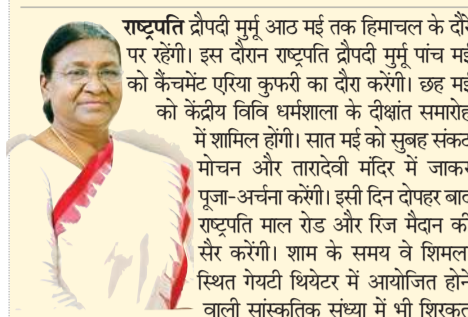 राष्ट्रपति द्रौपदी मुर्मू आठ मई तक हिमाचल के दौरे
पर रहेंगी। इस दौरान राष्ट्रपति द्रौपदी मुर्मू पांच मई
को कैंचमेंट एरिया कुफरी का दौरा करेंगी। छह मई
को केंद्रीय विवि धर्मशाला के दीक्षांत समारोह
में शामिल होंगी। सात मई को सुबह संकट
मोचन और तारादेवी मंदिर में जाकर
पूजा-अर्चना करेंगी। इसी दिन दोपहर बाद
राष्ट्रपति माल रोड और रिज मैदान की
सैर करेंगी। शाम के समय वे शिमला
स्थित गेयटी थियेटर में आयोजित होने
वाली सांस्कृतिक संध्या में भी शिरकत